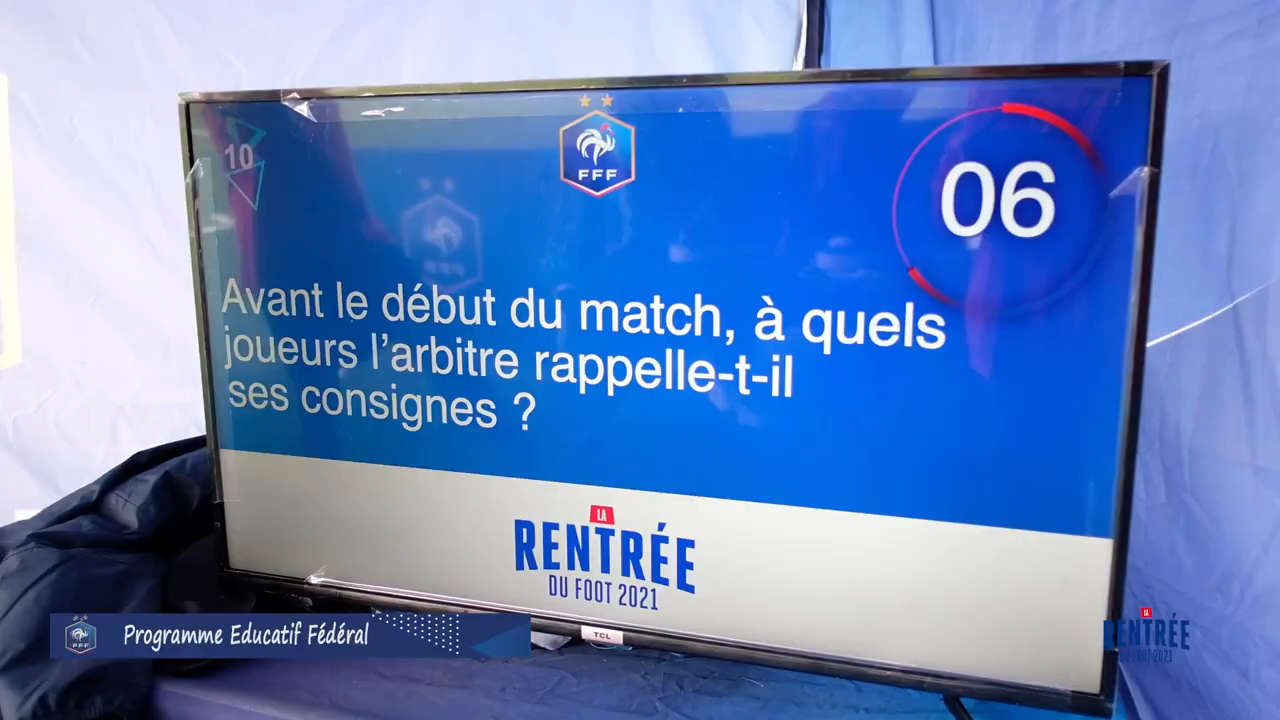 10
FFF
06
Avant le début du match, à quels
joueurs l'arbitre rappelle-t-il
ses consignes ?
LA
RENTRÉE
DU FOOT 2021
TCL
FFF
Programme Educatif Fédéral
LA
RENTRÉE
DU FOOT 2021